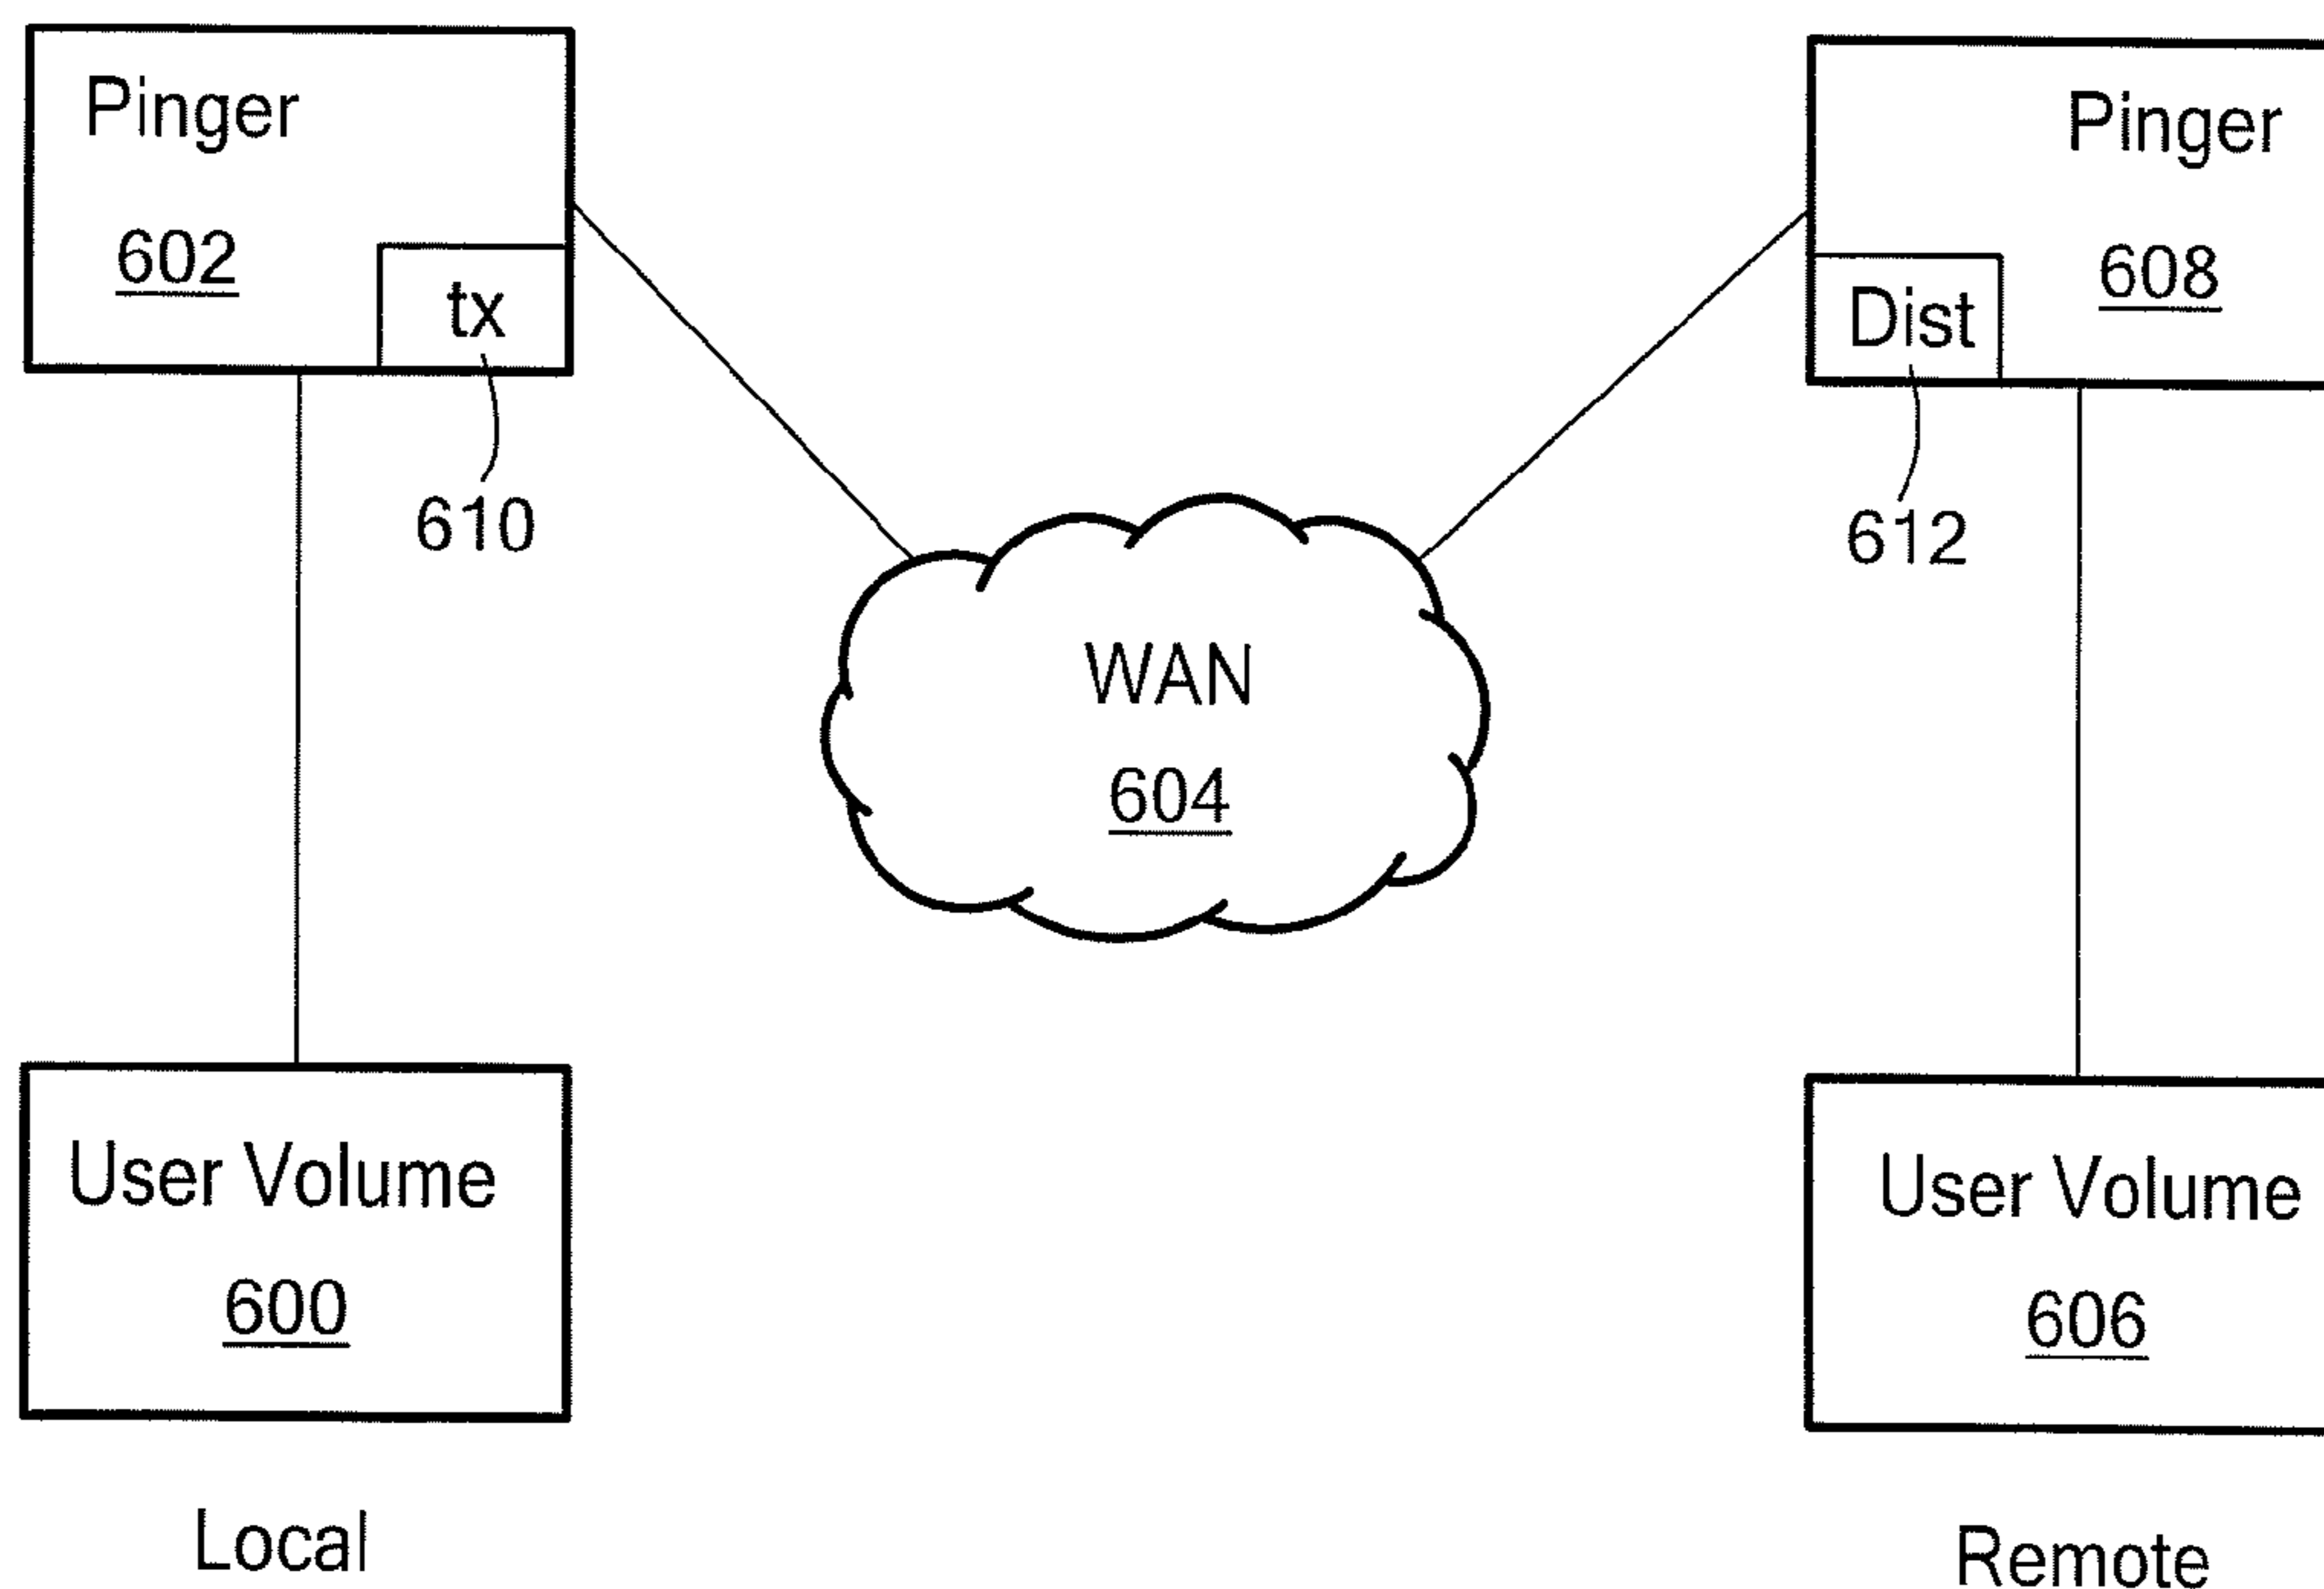 Pinger
602
tx
610
Pinger
608
Dist
612
WAN
604
User Volume
600
User Volume
606
Local
Remote